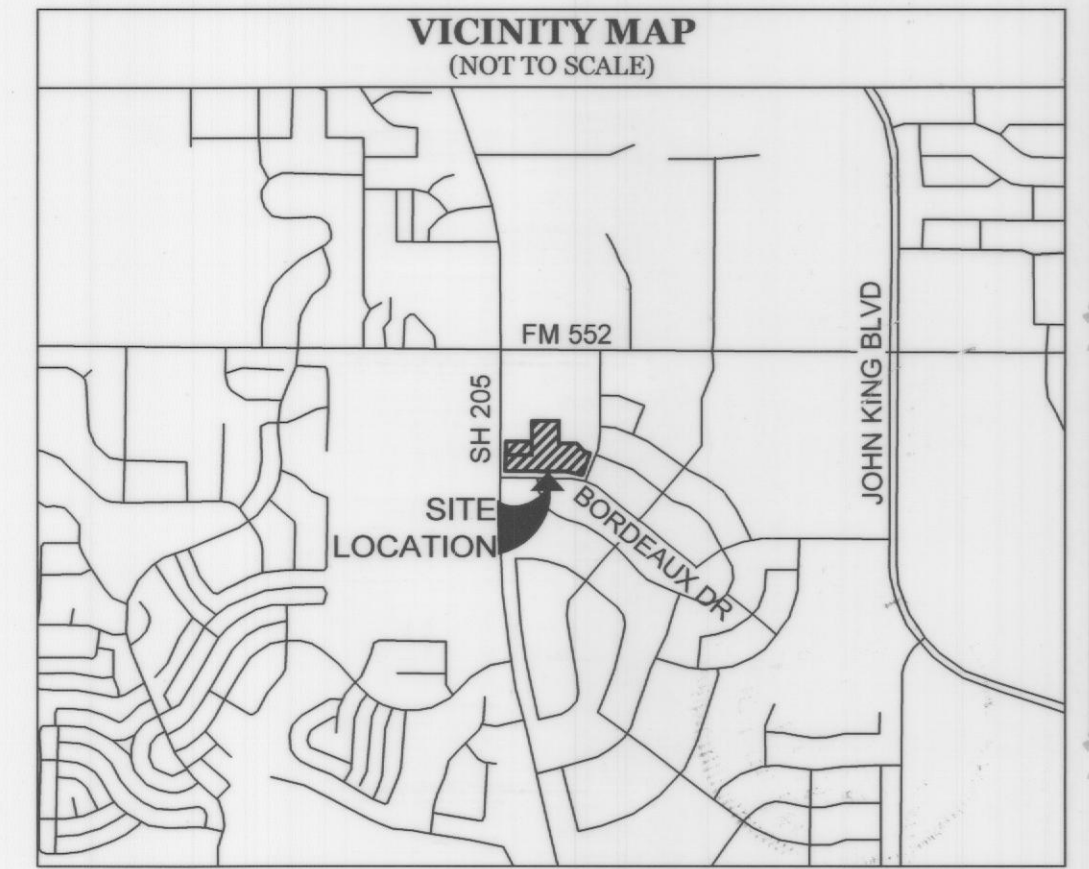 VICINITY MAP
(NOT TO SCALE)
FM 552
SH 205
JOHN KiNG BLVD
SITE
LOCATION
BORDEAUX DR